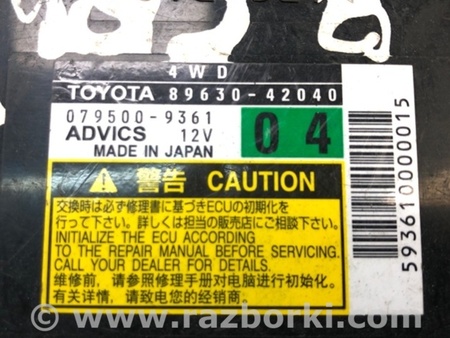 4WD
TOYOTA 89630-42040
079500-9361
ADVICS 12V
MADE IN JAPAN
04
警告 CAUTION
交換時は必ず修理書に基づきECUの初期化を
行って下さい。詳しくは担当の販売店にご相談下さい。
INITIALIZE THE ECU ACCORDING
TO THE REPAIR MANUAL BEFORE SERVICING.
CALL YOUR DEALER FOR DETAILS.
维修前，请参照修理手册对电脑进行初始化。
有关详情，请致电您的经销商。
593610000015
www.razborki.com